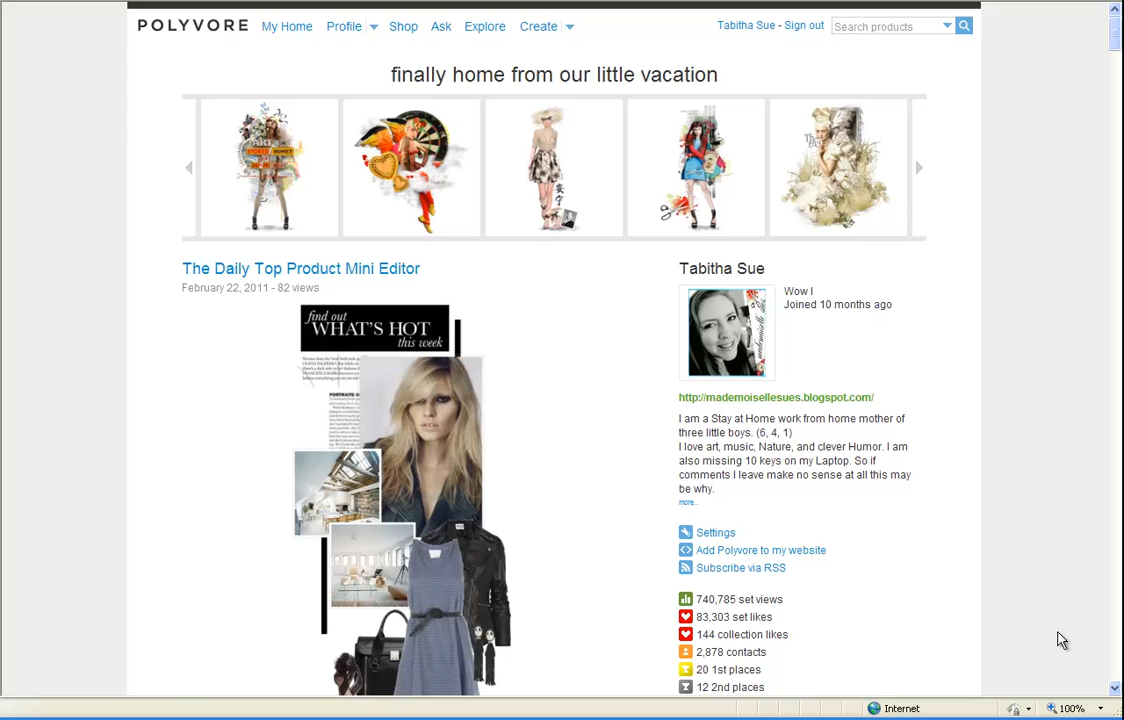 POLYVORE My Home Profile Shop Ask Explore Create Tabitha Sue - Sign out Search products
finally home from our little vacation
The Daily Top Product Mini Editor
February 22, 2011 - 82 views
find out
WHAT'S HOT
this week
Tabitha Sue
Wow I
Joined 10 months ago
http://mademoisellesues.blogspot.com/
I am a Stay at Home work from home mother of
three little boys. (6, 4, 1)
I love art, music, Nature, and clever Humor. I am
also missing 10 keys on my Laptop. So if
comments I leave make no sense at all this may
be why.
more...
Settings
Add Polyvore to my website
Subscribe via RSS
740,785 set views
83,303 set likes
144 collection likes
2,878 contacts
20 1st places
12 2nd places
Internet 100%